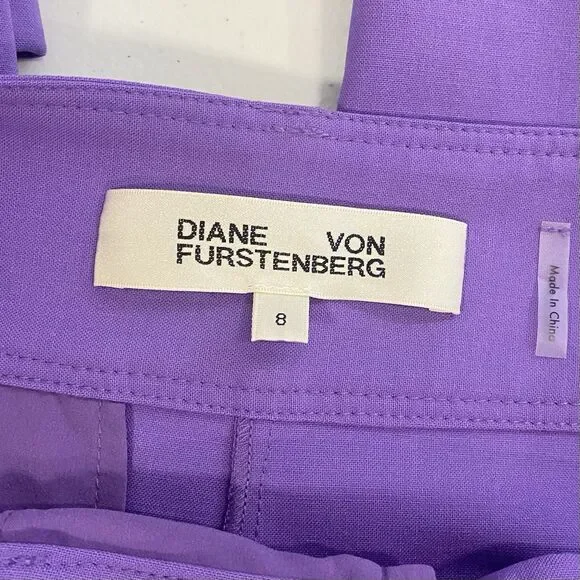 DIANE VON
FURSTENBERG
8
Made In China